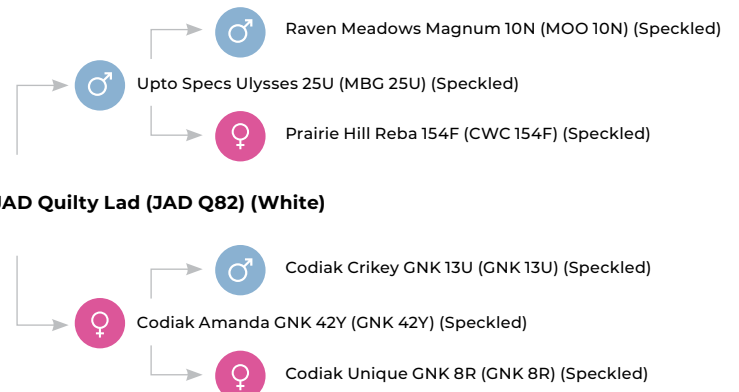 Raven Meadows Magnum 10N (MOO 10N) (Speckled)
Upto Specs Ulysses 25U (MBG 25U) (Speckled)
Prairie Hill Reba 154F (CWC 154F) (Speckled)
JAD Quilty Lad (JAD Q82) (White)
Codiak Crikey GNK 13U (GNK 13U) (Speckled)
Codiak Amanda GNK 42Y (GNK 42Y) (Speckled)
Codiak Unique GNK 8R (GNK 8R) (Speckled)